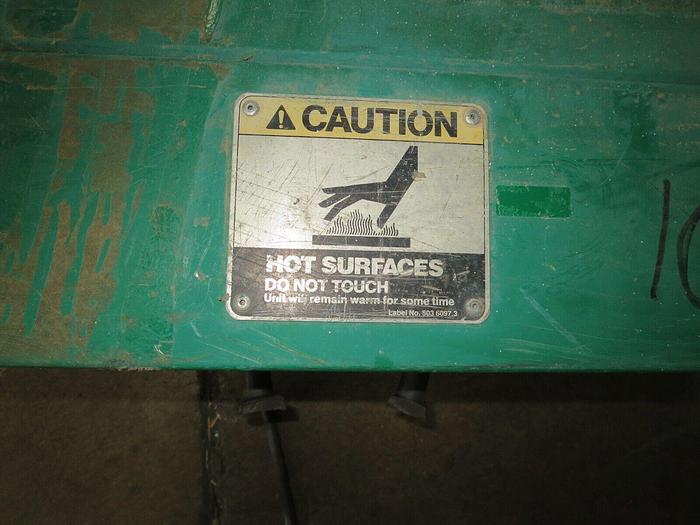 CAUTION
HOT SURFACES
DO NOT TOUCH
Unit will remain warm for some time
Label No. 503 6097.3